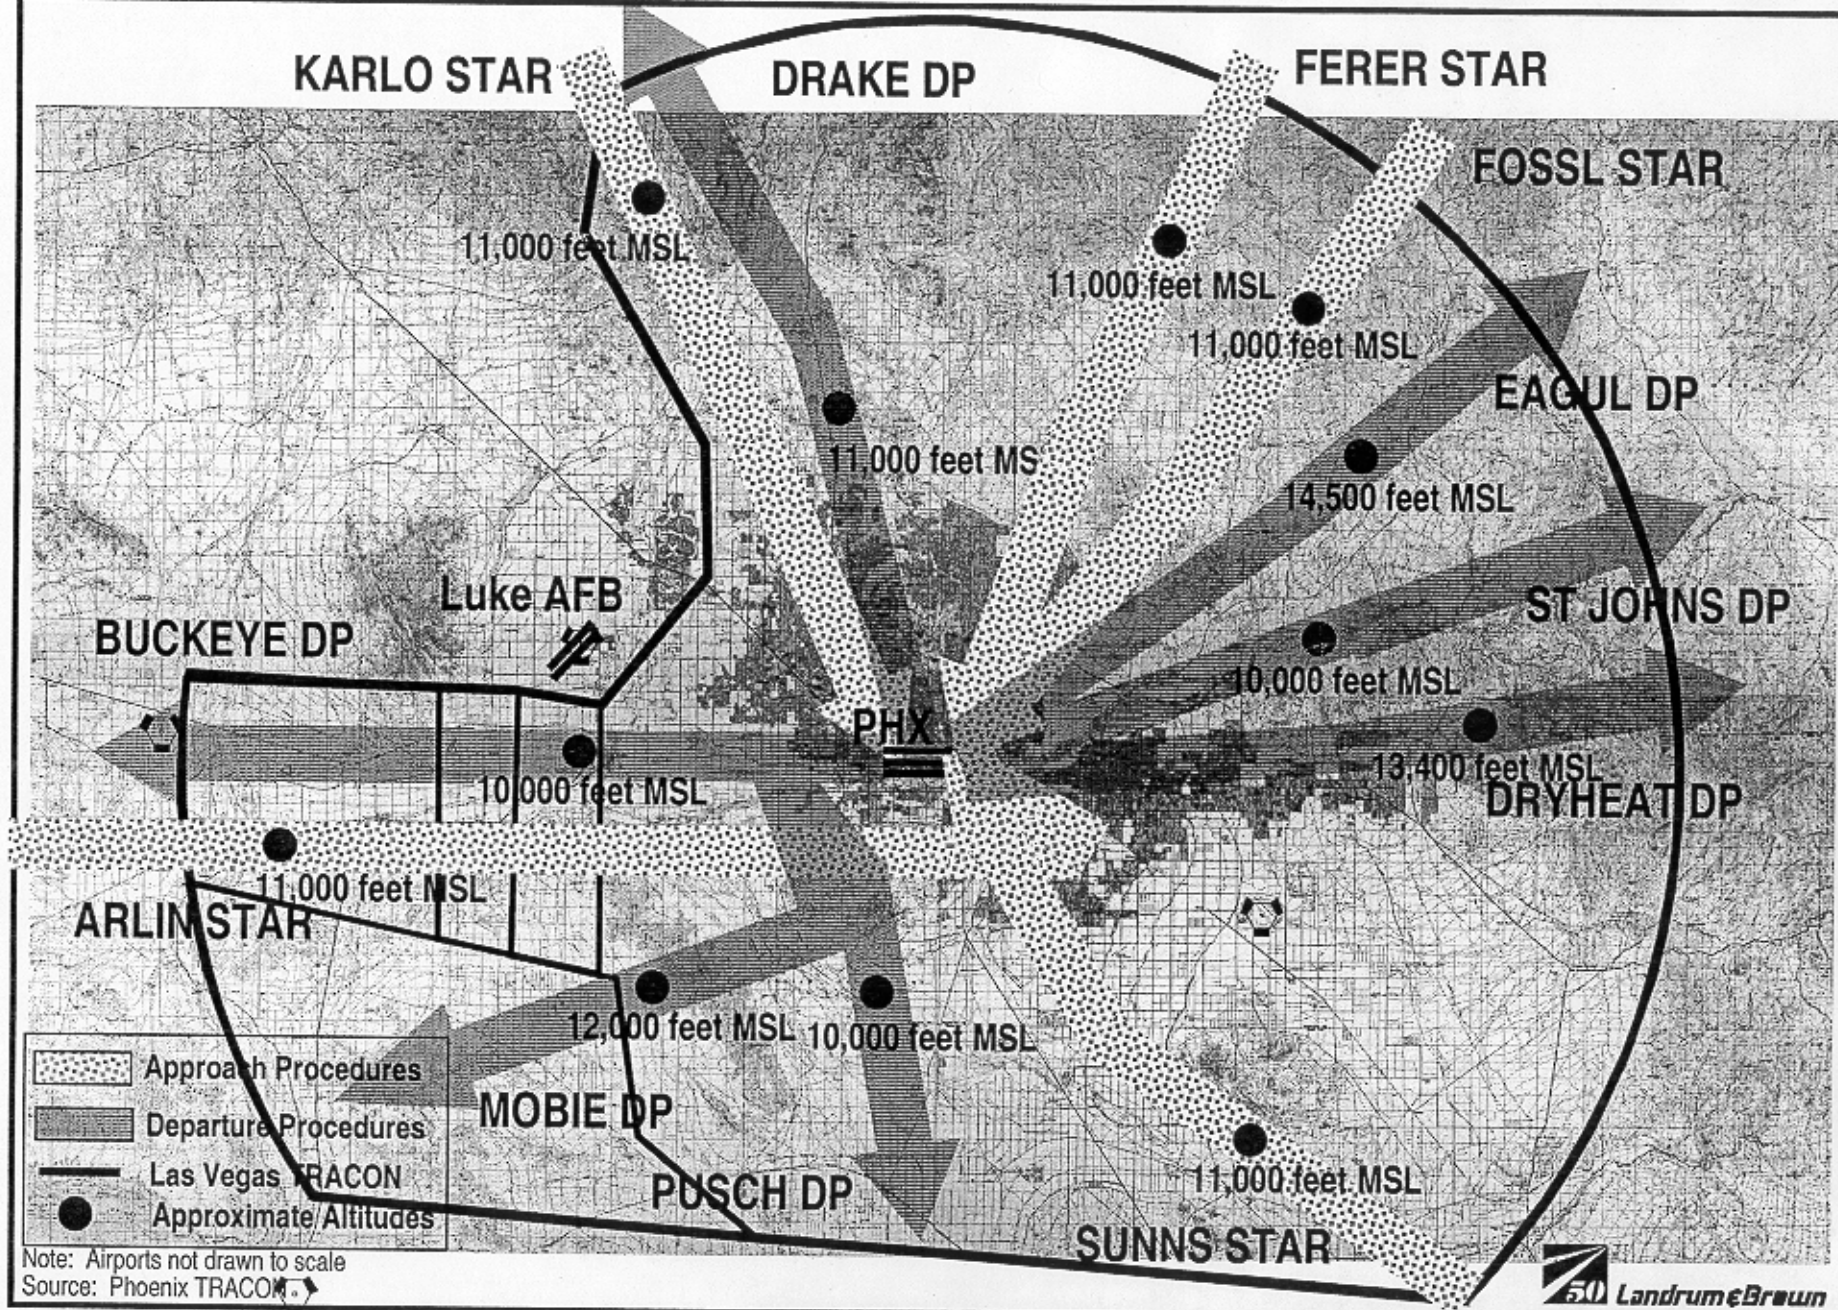 KARLO STAR
DRAKE DP
FERER STAR
FOSSL STAR
11,000 feet MSL
11,000 feet MSL
11,000 feet MSL
EAGUL DP
11,000 feet MS
14,500 feet MSL
Luke AFB
ST JOHNS DP
BUCKEYE DP
10,000 feet MSL
PHX
10,000 feet MSL
13,400 feet MSL
DRYHEAT DP
11,000 feet MSL
ARLIN STAR
12,000 feet MSL
10,000 feet MSL
Approach Procedures
MOBIE DP
Departure Procedures
Las Vegas TRACON
PUSCH DP
11,000 feet MSL
Approximate Altitudes
SUNNS STAR
Note: Airports not drawn to scale
Source: Phoenix TRACON
50 Landrum & Brown